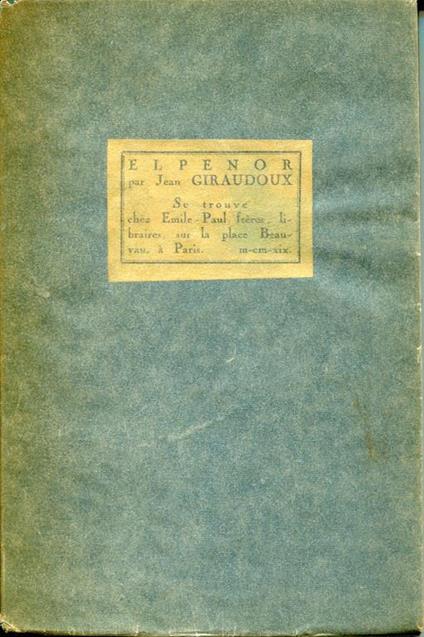 ELPENOR
par Jean GIRAUDOUX
Se trouve
chez Emile-Paul frères, li-
braires, sur la place Beau-
vau, à Paris. m-cm-xix.